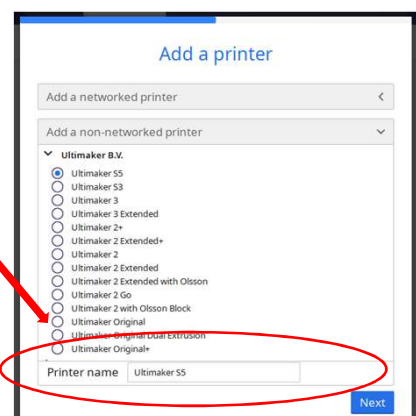 Add a printer
Add a networked printer
Add a non-networked printer
Ultimaker B.V.
Ultimaker S5
Ultimaker S3
Ultimaker 3
Ultimaker 3 Extended
Ultimaker 2+
Ultimaker 2 Extended+
Ultimaker 2
Ultimaker 2 Extended
Ultimaker 2 Extended with Olsson
Ultimaker 2 Go
Ultimaker 2 with Olsson Block
Ultimaker Original
Ultimaker Original Dual Extrusion
Ultimaker Original+
Printer name Ultimaker S5
Next